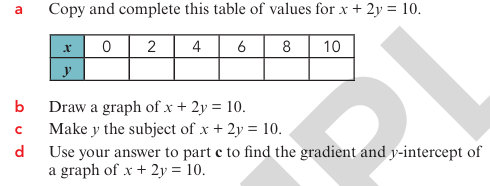 a Copy and complete this table of values for x + 2y = 10.
x 0 2 4 6 8 10
y
b Draw a graph of x + 2y = 10.
c Make y the subject of x + 2y = 10.
d Use your answer to part c to find the gradient and y-intercept of
a graph of x + 2y = 10.